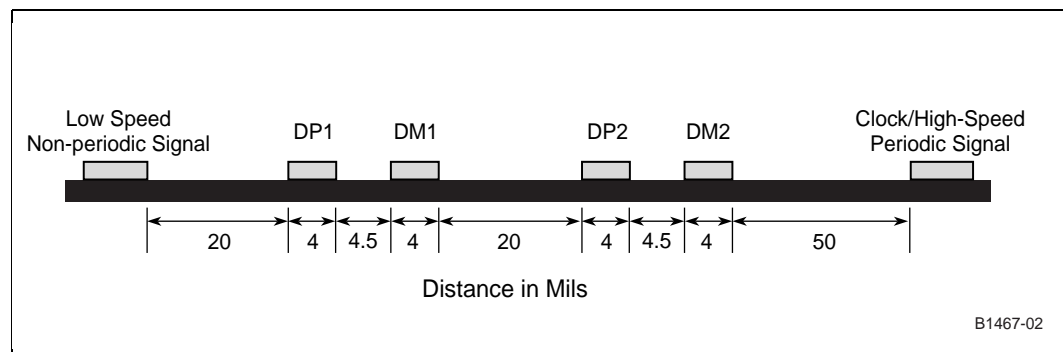 Low Speed
Non-periodic Signal
DP1
DM1
DP2
DM2
Clock/High-Speed
Periodic Signal
20
4
4.5
4
20
4
4.5
4
50
Distance in Mils
B1467-02